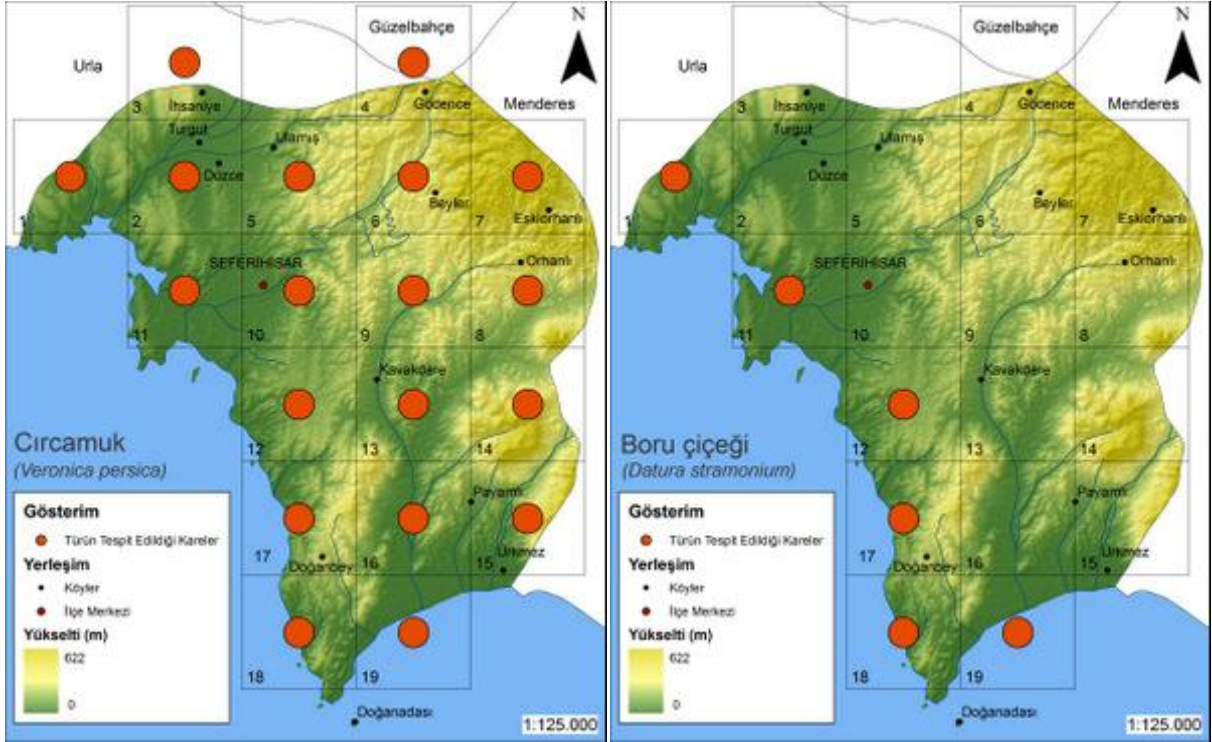 Güzelbahçe
N
Urla
Menderes
3
4
İhsaniye
Gödence
Turgut
Ulamış
Düzce
Beyler
Eskiorhanlı
1
2
5
6
7
SEFERİHİSAR
Orhanlı
11
10
9
8
Kavakdere
Cırcamuk
(Veronica persica)
12
13
14
Payamlı
Gösterim
Türün Tespit Edildiği Kareler
Yerleşim
Köyler
İlçe Merkezi
Yükselti (m)
622
0
17
Doğanbey
16
15
Ürkmez
18
19
Doğanadası
1:125.000
Güzelbahçe
N
Urla
Menderes
3
4
İhsaniye
Gödence
Turgut
Ulamış
Düzce
Beyler
Eskiorhanlı
1
2
5
6
7
SEFERİHİSAR
Orhanlı
11
10
9
8
Kavakdere
Boru çiçeği
(Datura stramonium)
12
13
14
Payamlı
Gösterim
Türün Tespit Edildiği Kareler
Yerleşim
Köyler
İlçe Merkezi
Yükselti (m)
622
0
17
Doğanbey
16
15
Ürkmez
18
19
Doğanadası
1:125.000